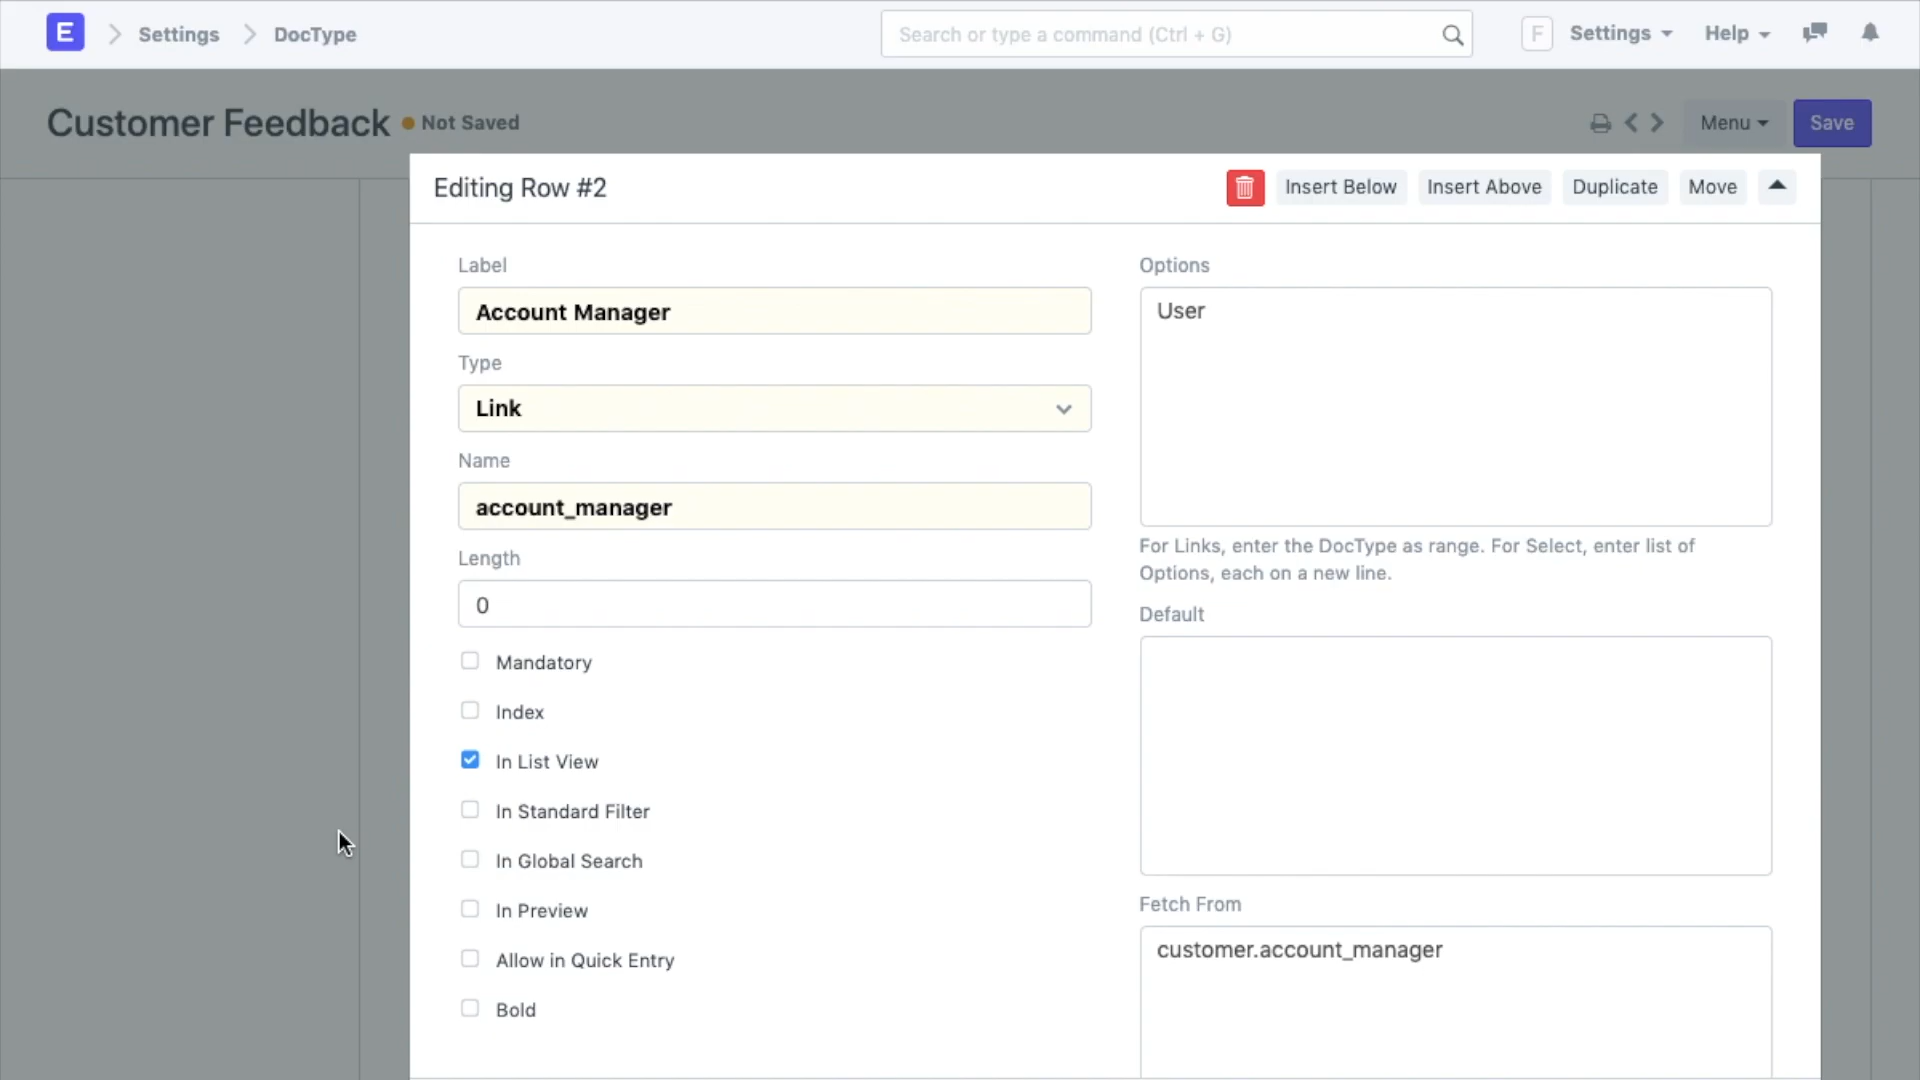 E
Settings
DocType
Search or type a command (Ctrl + G)
F
Settings
Help
Customer Feedback
Not Saved
Menu
Save
Editing Row #2
Insert Below
Insert Above
Duplicate
Move
Label
Account Manager
Type
Link
Name
account_manager
Length
0
Mandatory
Index
In List View
In Standard Filter
In Global Search
In Preview
Allow in Quick Entry
Bold
Options
User
For Links, enter the DocType as range. For Select, enter list of
Options, each on a new line.
Default
Fetch From
customer.account_manager